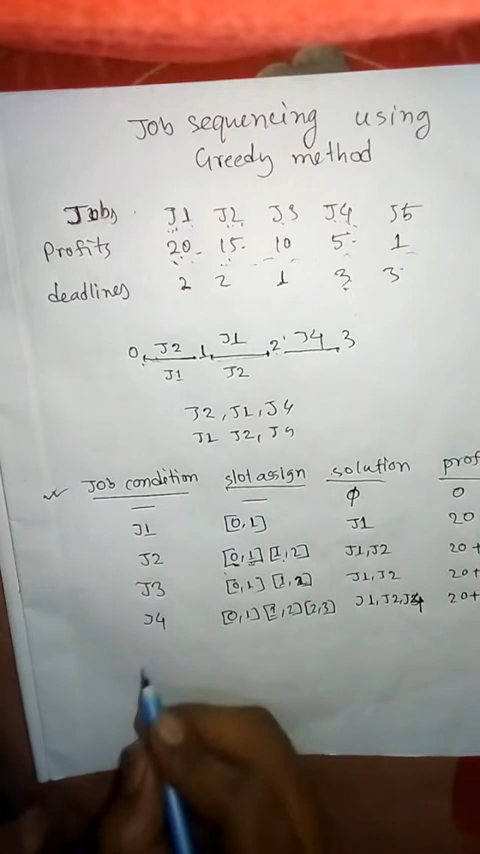 Job sequencing using
Greedy method
Jobs J1 J2 J3 J4 J5
Profits 20 15 10 5 1
deadlines 2 2 1 3 3
0 J2 1 J1 2 J4 3
J1 J2
J2, J1, J4
J1 J2, J4
Job condition slot assign solution prof
— — ϕ 0
J1 [0,1] J1 20
J2 [0,1] [1,2] J1, J2 20+
J3 [0,1] [1,2] J1, J2 20+
J4 [0,1] [1,2] [2,3] J1, J2, J4 20+